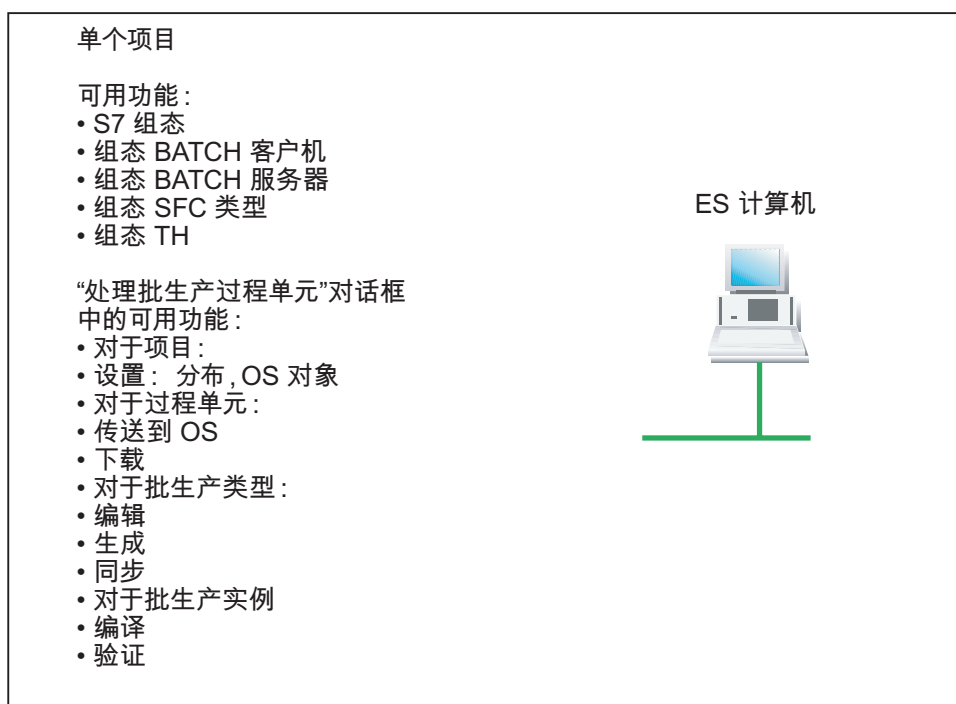 单个项目
可用功能:
• S7 组态
• 组态 BATCH 客户机
• 组态 BATCH 服务器
• 组态 SFC 类型
• 组态 TH
“处理批生产过程单元”对话框
中的可用功能:
• 对于项目:
• 设置: 分布,OS 对象
• 对于过程单元:
• 传送到 OS
• 下载
• 对于批生产类型:
• 编辑
• 生成
• 同步
• 对于批生产实例
• 编译
• 验证
ES 计算机